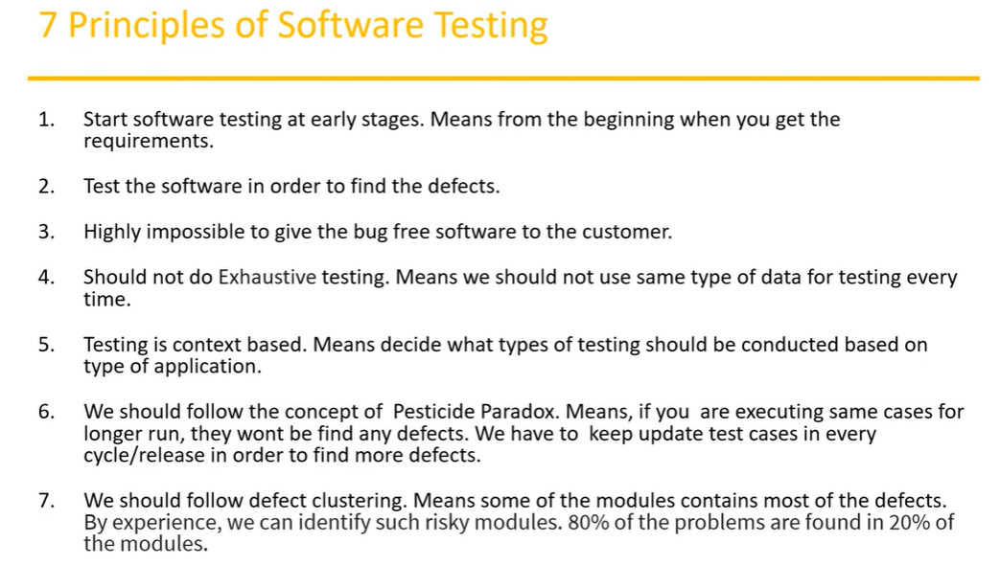 7 Principles of Software Testing
1. Start software testing at early stages. Means from the beginning when you get the
requirements.
2. Test the software in order to find the defects.
3. Highly impossible to give the bug free software to the customer.
4. Should not do Exhaustive testing. Means we should not use same type of data for testing every
time.
5. Testing is context based. Means decide what types of testing should be conducted based on
type of application.
6. We should follow the concept of  Pesticide Paradox. Means, if you  are executing same cases for
longer run, they wont be find any defects. We have to  keep update test cases in every
cycle/release in order to find more defects.
7. We should follow defect clustering. Means some of the modules contains most of the defects.
By experience, we can identify such risky modules. 80% of the problems are found in 20% of
the modules.